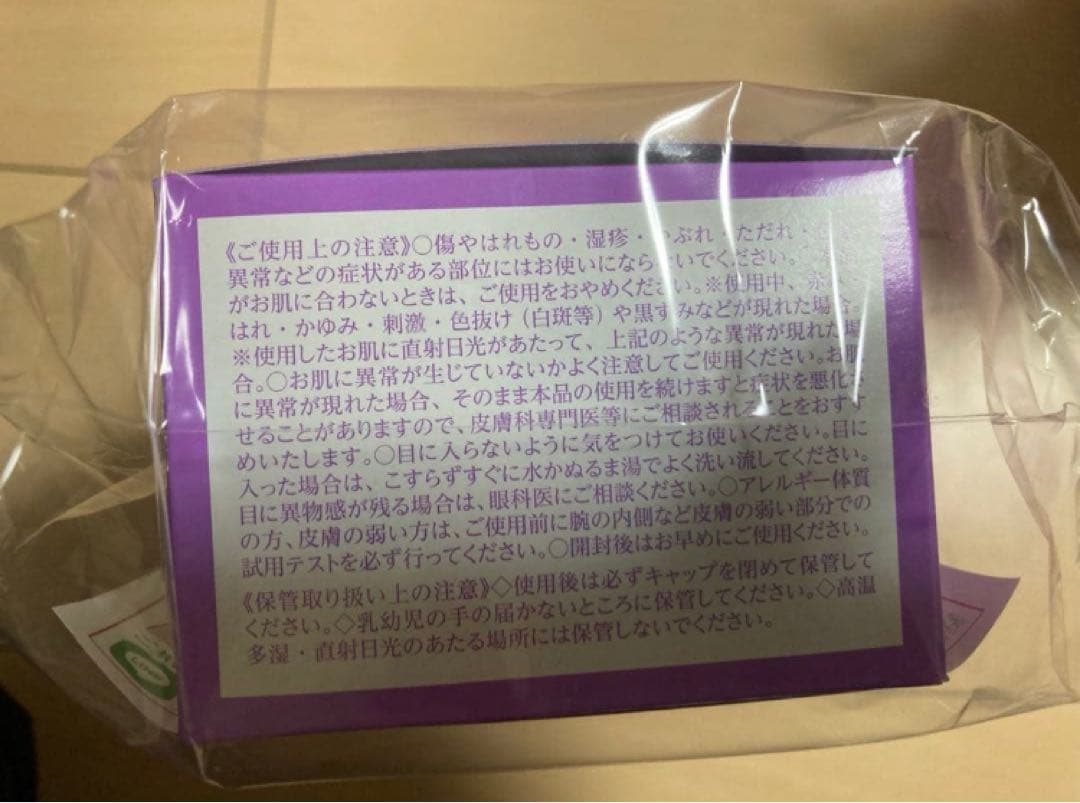 《ご使用上の注意》○傷やはれもの・湿疹・かぶれ・ただれ・
異常などの症状がある部位にはお使いにならないでください。
がお肌に合わないときは、ご使用をおやめください。※使用中、赤
はれ・かゆみ・刺激・色抜け(白斑等)や黒ずみなどが現れた場合。
※使用したお肌に直射日光があたって、上記のような異常が現れた場
合。○お肌に異常が生じていないかよく注意してご使用ください。お肌
に異常が現れた場合、そのまま本品の使用を続けますと症状を悪化さ
せることがありますので、皮膚科専門医等にご相談されることをおすす
めいたします。○目に入らないように気をつけてお使いください。目に
入った場合は、こすらずすぐに水かぬるま湯でよく洗い流してください。
目に異物感が残る場合は、眼科医にご相談ください。○アレルギー体質
の方、皮膚の弱い方は、ご使用前に腕の内側など皮膚の弱い部分での
試用テストを必ず行ってください。○開封後はお早めにご使用ください。
《保管取り扱い上の注意》◇使用後は必ずキャップを閉めて保管して
ください。◇乳幼児の手の届かないところに保管してください。◇高温
多湿・直射日光のあたる場所には保管しないでください。